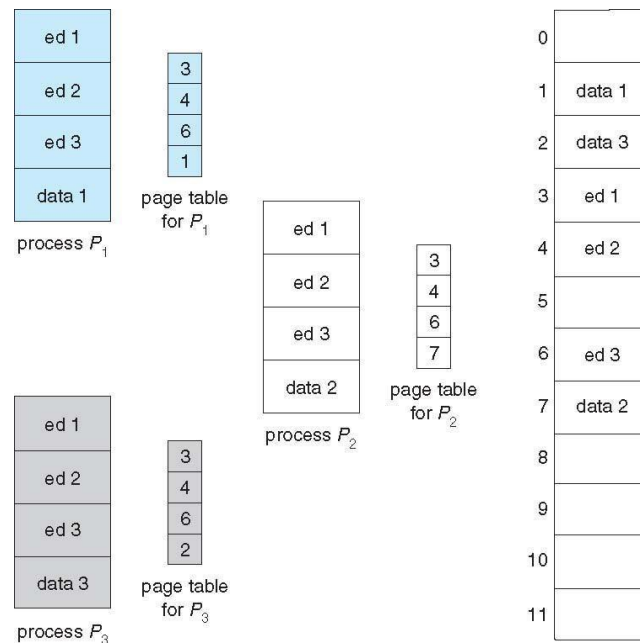 ed 1
ed 2
ed 3
data 1
process P1
3
4
6
1
page table
for P1
ed 1
ed 2
ed 3
data 2
process P2
3
4
6
7
page table
for P2
ed 1
ed 2
ed 3
data 3
process P3
3
4
6
2
page table
for P3
0
1 data 1
2 data 3
3 ed 1
4 ed 2
5
6 ed 3
7 data 2
8
9
10
11